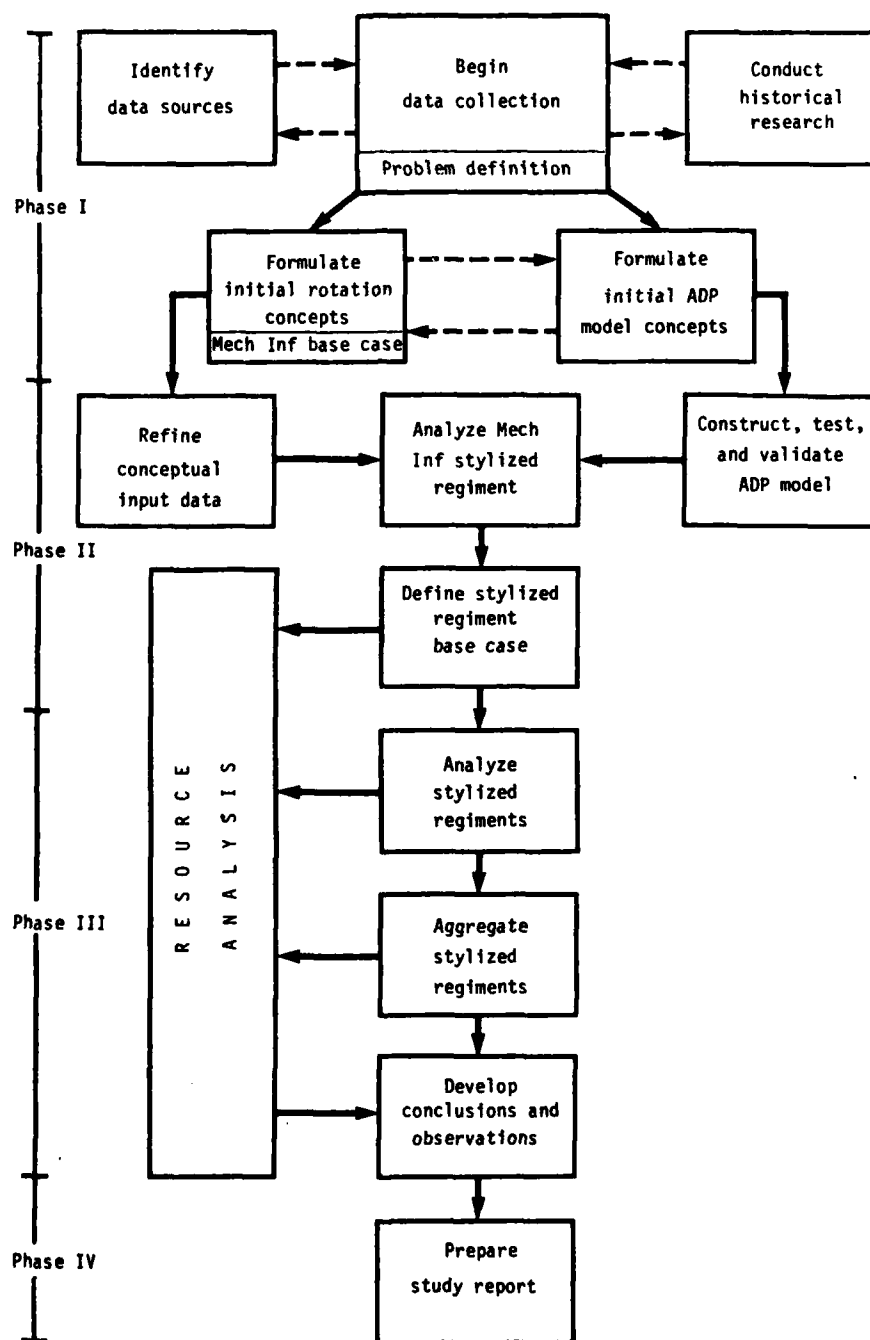 Identify
data sources
Begin
data collection
Problem definition
Conduct
historical
research
Phase I
Formulate
initial rotation
concepts
Mech Inf base case
Formulate
initial ADP
model concepts
Refine
conceptual
input data
Analyze Mech
Inf stylized
regiment
Construct, test,
and validate
ADP model
Phase II
Define stylized
regiment
base case
RESOURCE
ANALYSIS
Analyze
stylized
regiments
Phase III
Aggregate
stylized
regiments
Develop
conclusions and
observations
Phase IV
Prepare
study report